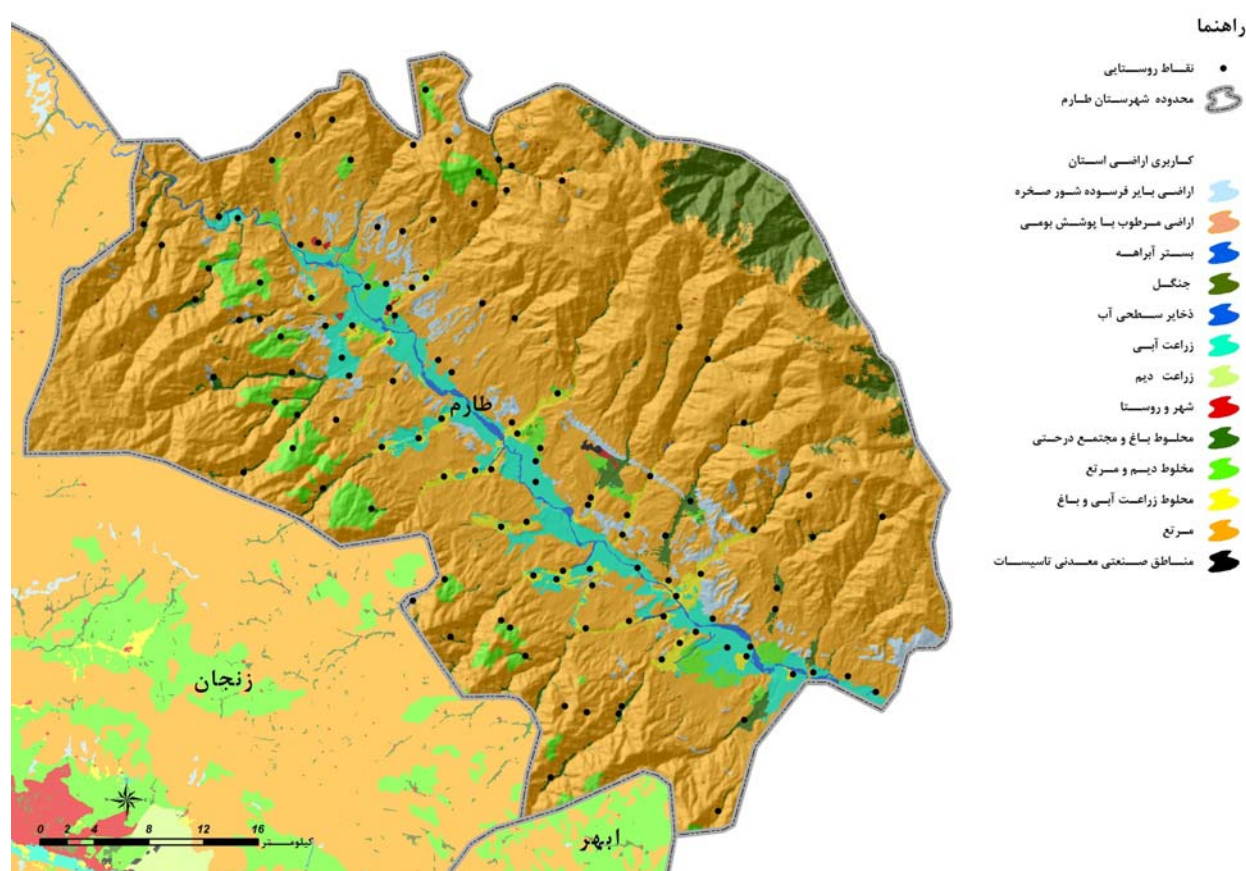 راهنما
نقاط روستایی
محدوده شهرستان طارم
کاربری اراضی استان
اراضی بایر فرسوده شور صخره
اراضی مرطوب با پوشش بومی
بستر آبراهه
جنگل
ذخایر سطحی آب
زراعت آبی
زراعت دیم
شهر و روستا
محلوط باغ و مجتمع درختی
مخلوط دیم و مرتع
محلوط زراعت آبی و باغ
مرتع
مناطق صنعتی معدنی تاسیسات
طارم
زنجان
ابهر
0 2 4 8 12 16
کیلومتر